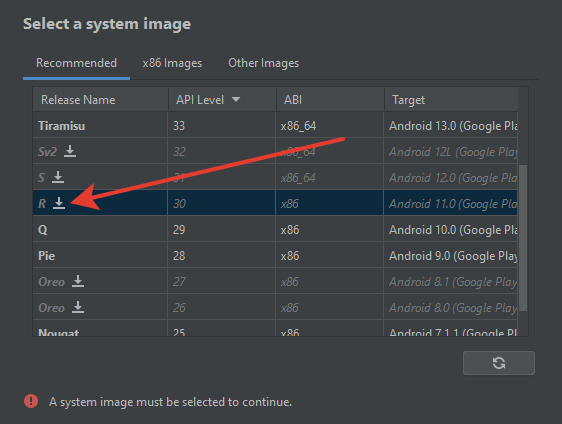 Select a system image
Recommended x86 Images Other Images
Release Name API Level ABI Target
Tiramisu 33 x86_64 Android 13.0 (Google Pla
Sv2 32 x86_64 Android 12L (Google Play
S 31 x86_64 Android 12.0 (Google Pla
R 30 x86 Android 11.0 (Google Pla
Q 29 x86 Android 10.0 (Google Pla
Pie 28 x86 Android 9.0 (Google Play
Oreo 27 x86 Android 8.1 (Google Play
Oreo 26 x86 Android 8.0 (Google Play
Nougat 25 x86 Android 7.1.1 (Google Pl
A system image must be selected to continue.